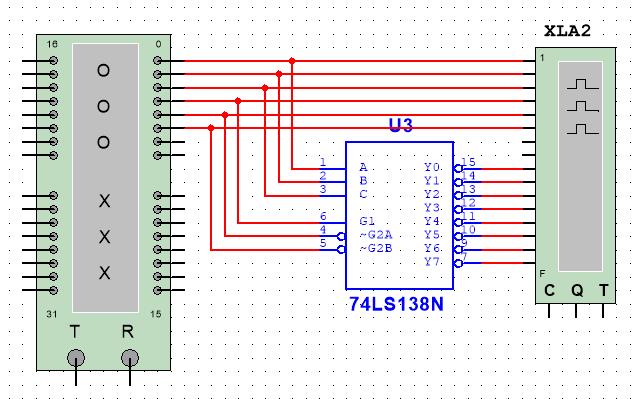 XLA2
16 0
O
O
O
X
X
X
31 15
T R
U3
1 A Y0 15
2 B Y1 14
3 C Y2 13
Y3 12
6 G1 Y4 11
4 ~G2A Y5 10
5 ~G2B Y6 9
Y7 7
74LS138N
1
F
C Q T